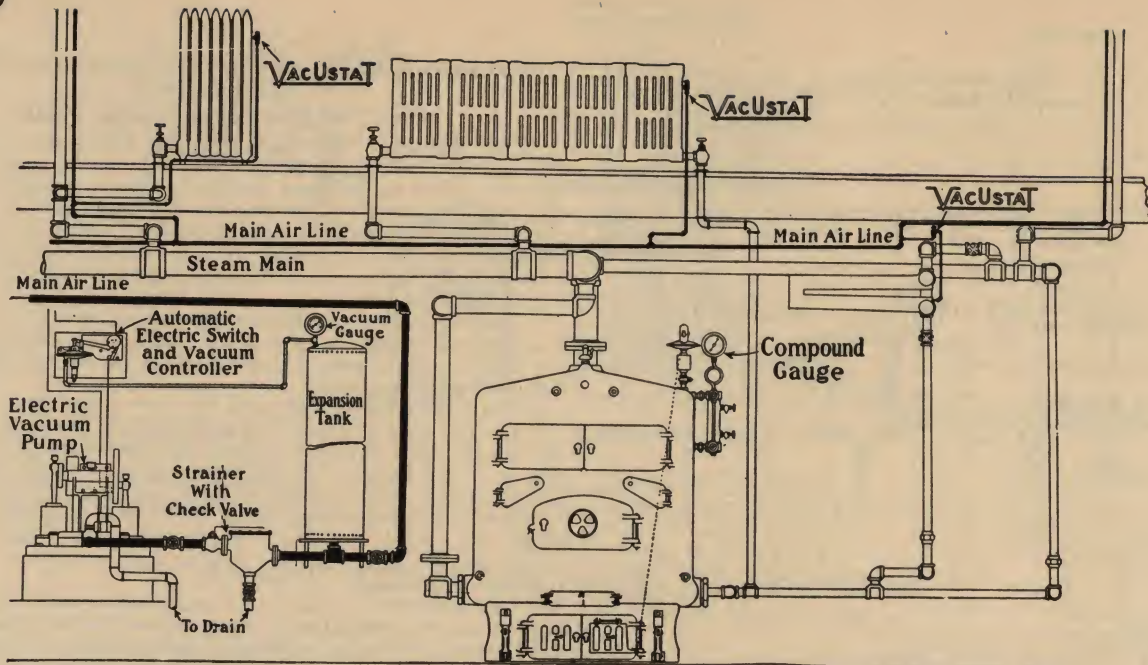 VACUSTAT
VACUSTAT
VACUSTAT
Main Air Line
Main Air Line
Steam Main
Main Air Line
Automatic
Electric Switch
and Vacuum
Controller
Vacuum
Gauge
Compound
Gauge
Expansion
Tank
Electric
Vacuum
Pump
Strainer
With
Check Valve
To Drain